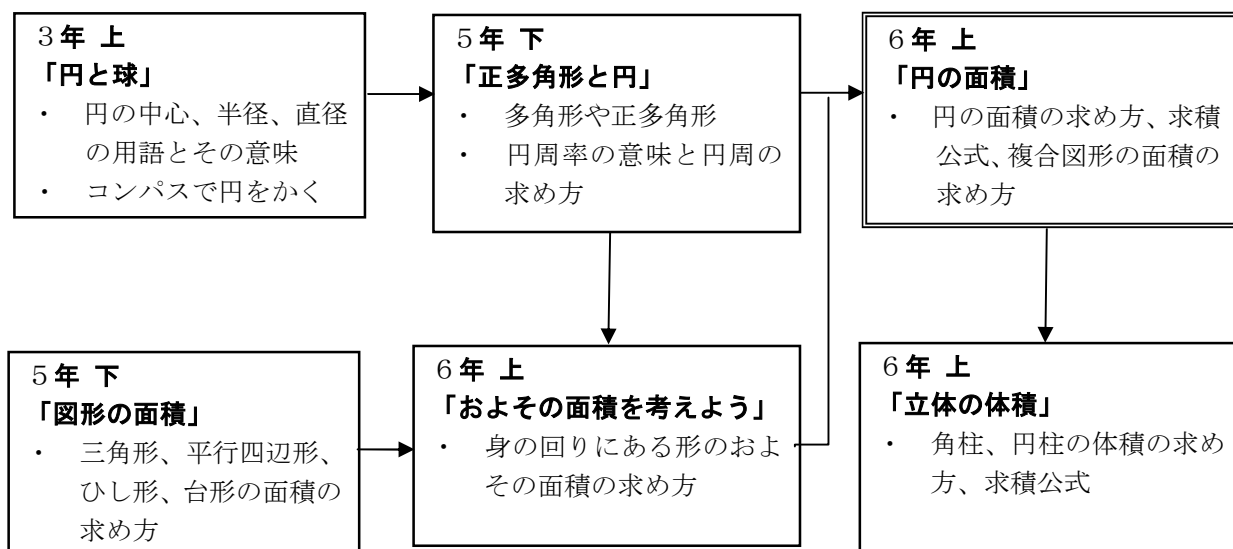 ３年 上
「円と球」
・ 円の中心、半径、直径
の用語とその意味
・ コンパスで円をかく
５年 下
「正多角形と円」
・ 多角形や正多角形
・ 円周率の意味と円周の
求め方
６年 上
「円の面積」
・ 円の面積の求め方、求積
公式、複合図形の面積の
求め方
５年 下
「図形の面積」
・ 三角形、平行四辺形、
ひし形、台形の面積の
求め方
６年 上
「およその面積を考えよう」
・ 身の回りにある形のおよ
その面積の求め方
６年 上
「立体の体積」
・ 角柱、円柱の体積の求め
方、求積公式